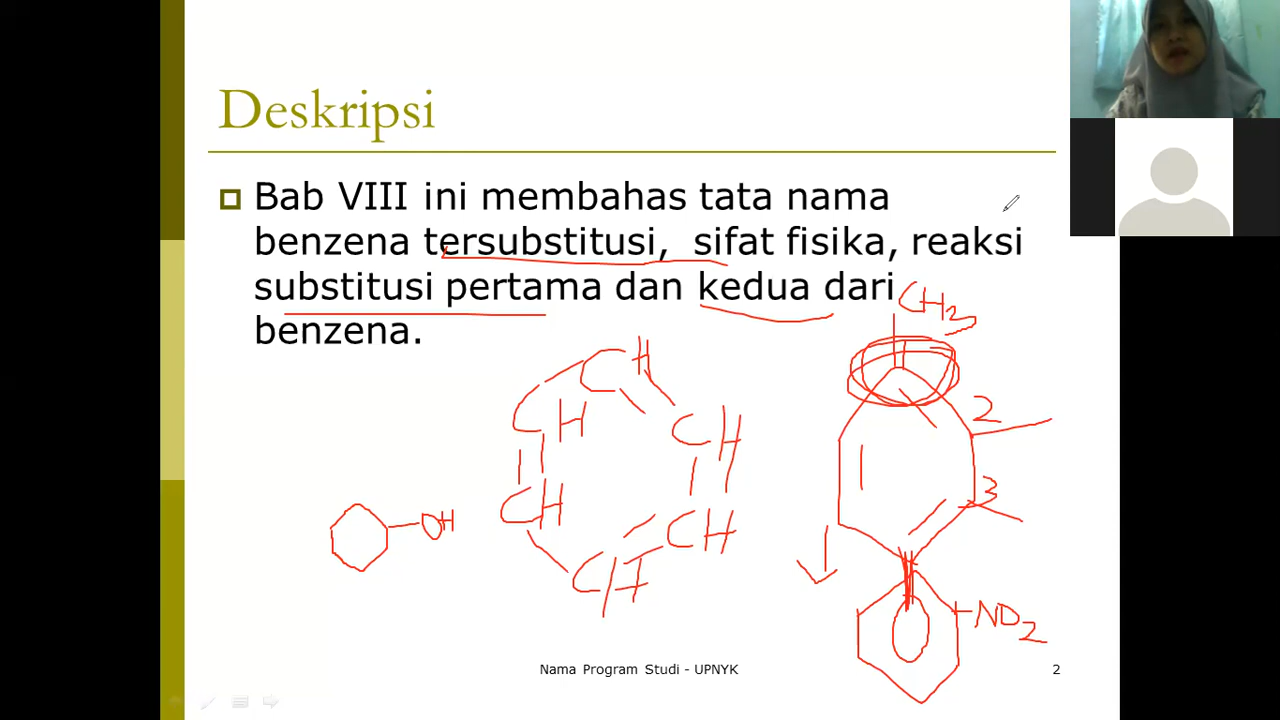 Deskripsi
Bab VIII ini membahas tata nama
benzena tersubstitusi, sifat fisika, reaksi
substitusi pertama dan kedua dari
benzena.
CH3
CH
CH
CH
CH
CH
CH
2
3
OH
NO2
Nama Program Studi - UPNYK
2